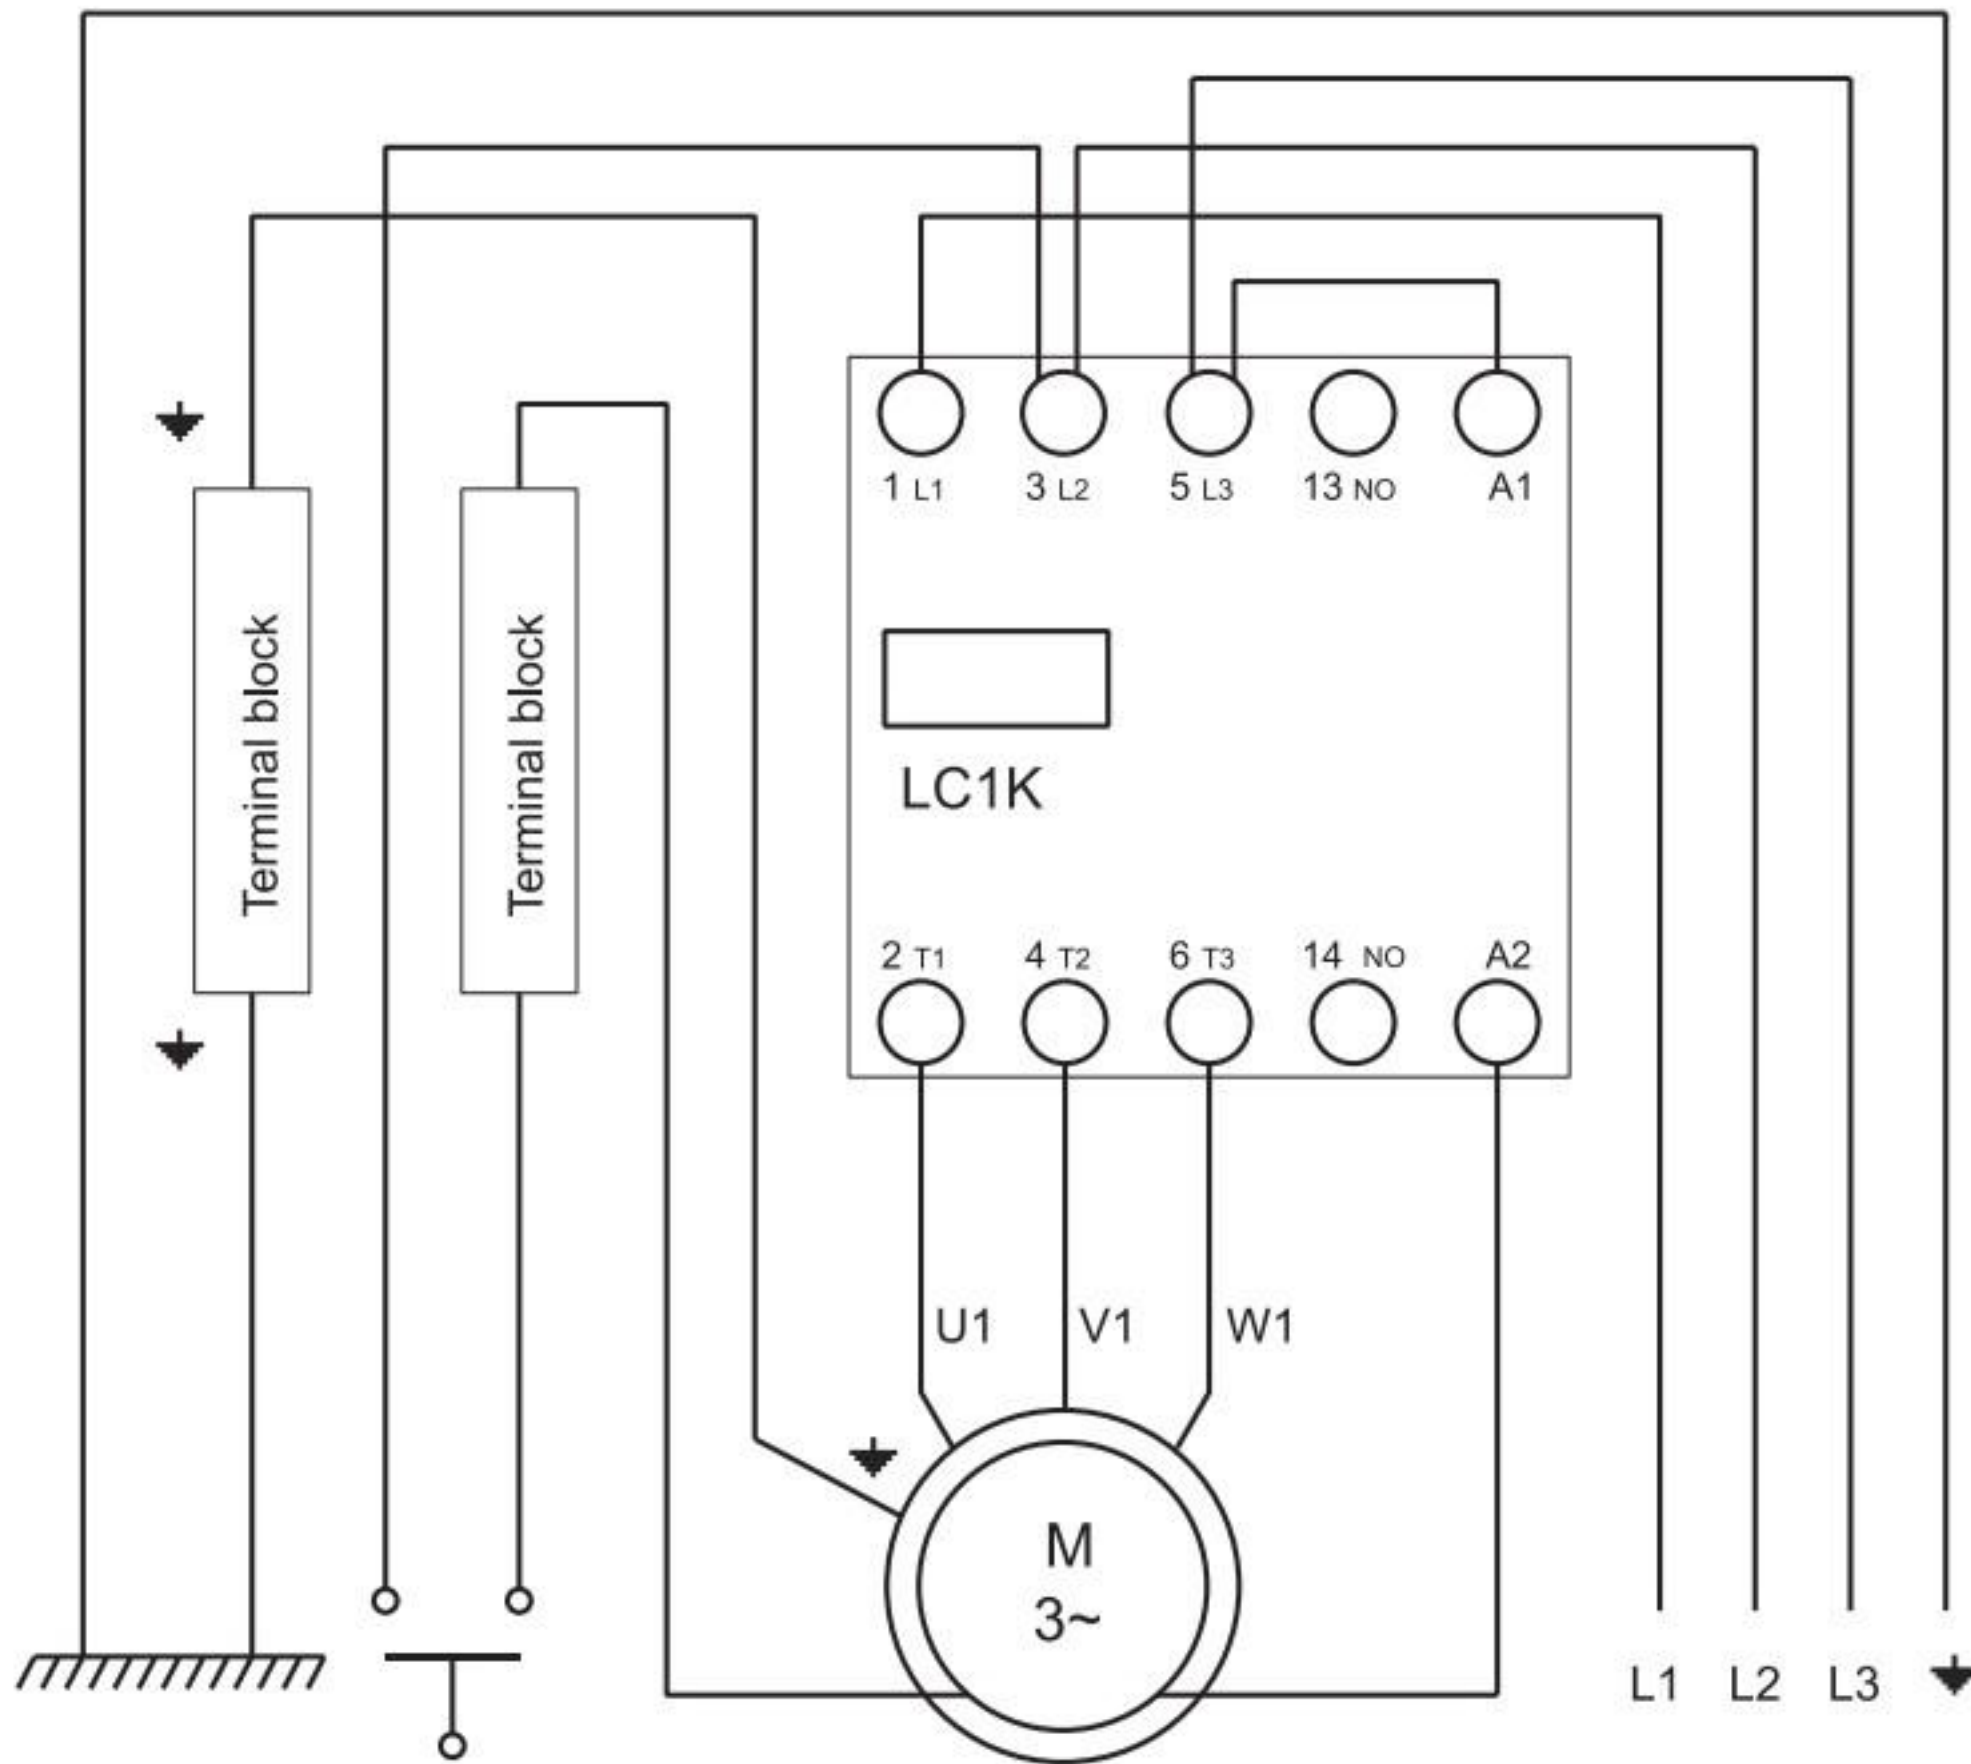 1 L1 3 L2 5 L3 13 NO A1
Terminal block
Terminal block
LC1K
2 T1 4 T2 6 T3 14 NO A2
U1 V1 W1
M
3~
L1 L2 L3